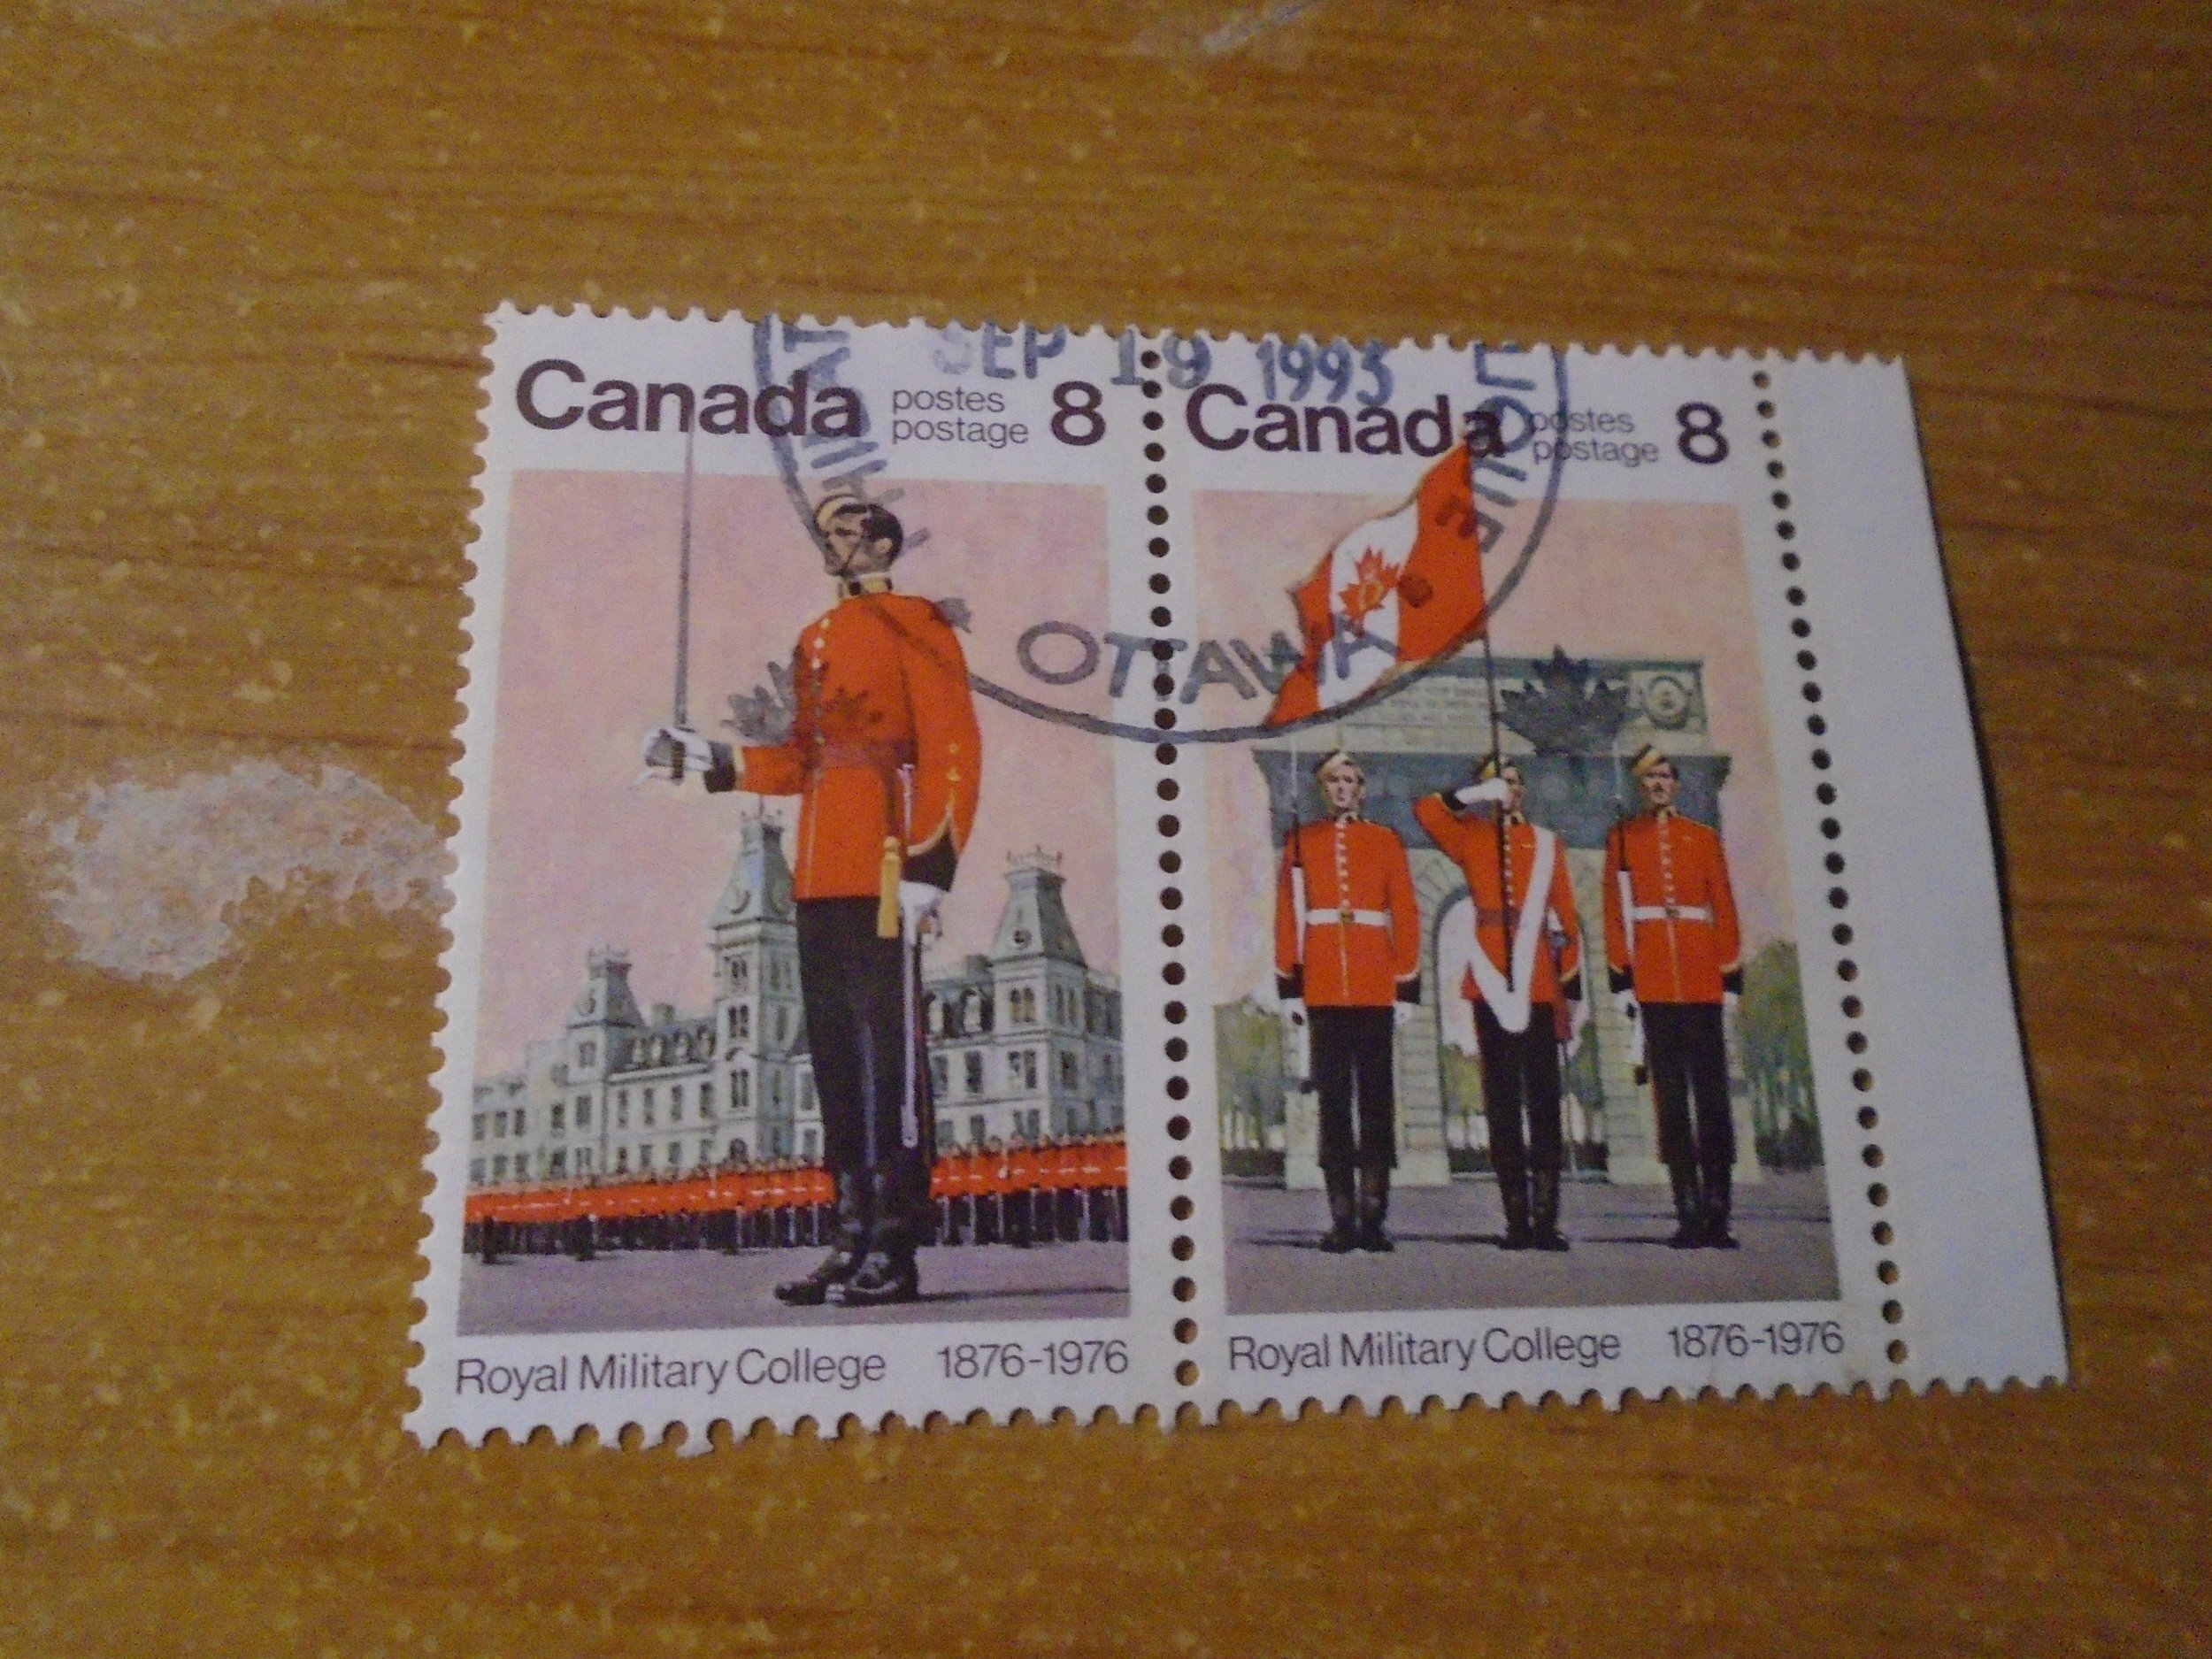 SEP 19 1993
Canada postes 8
postage
Canada postes 8
postage
OTTAWA
Royal Military College 1876-1976
Royal Military College 1876-1976